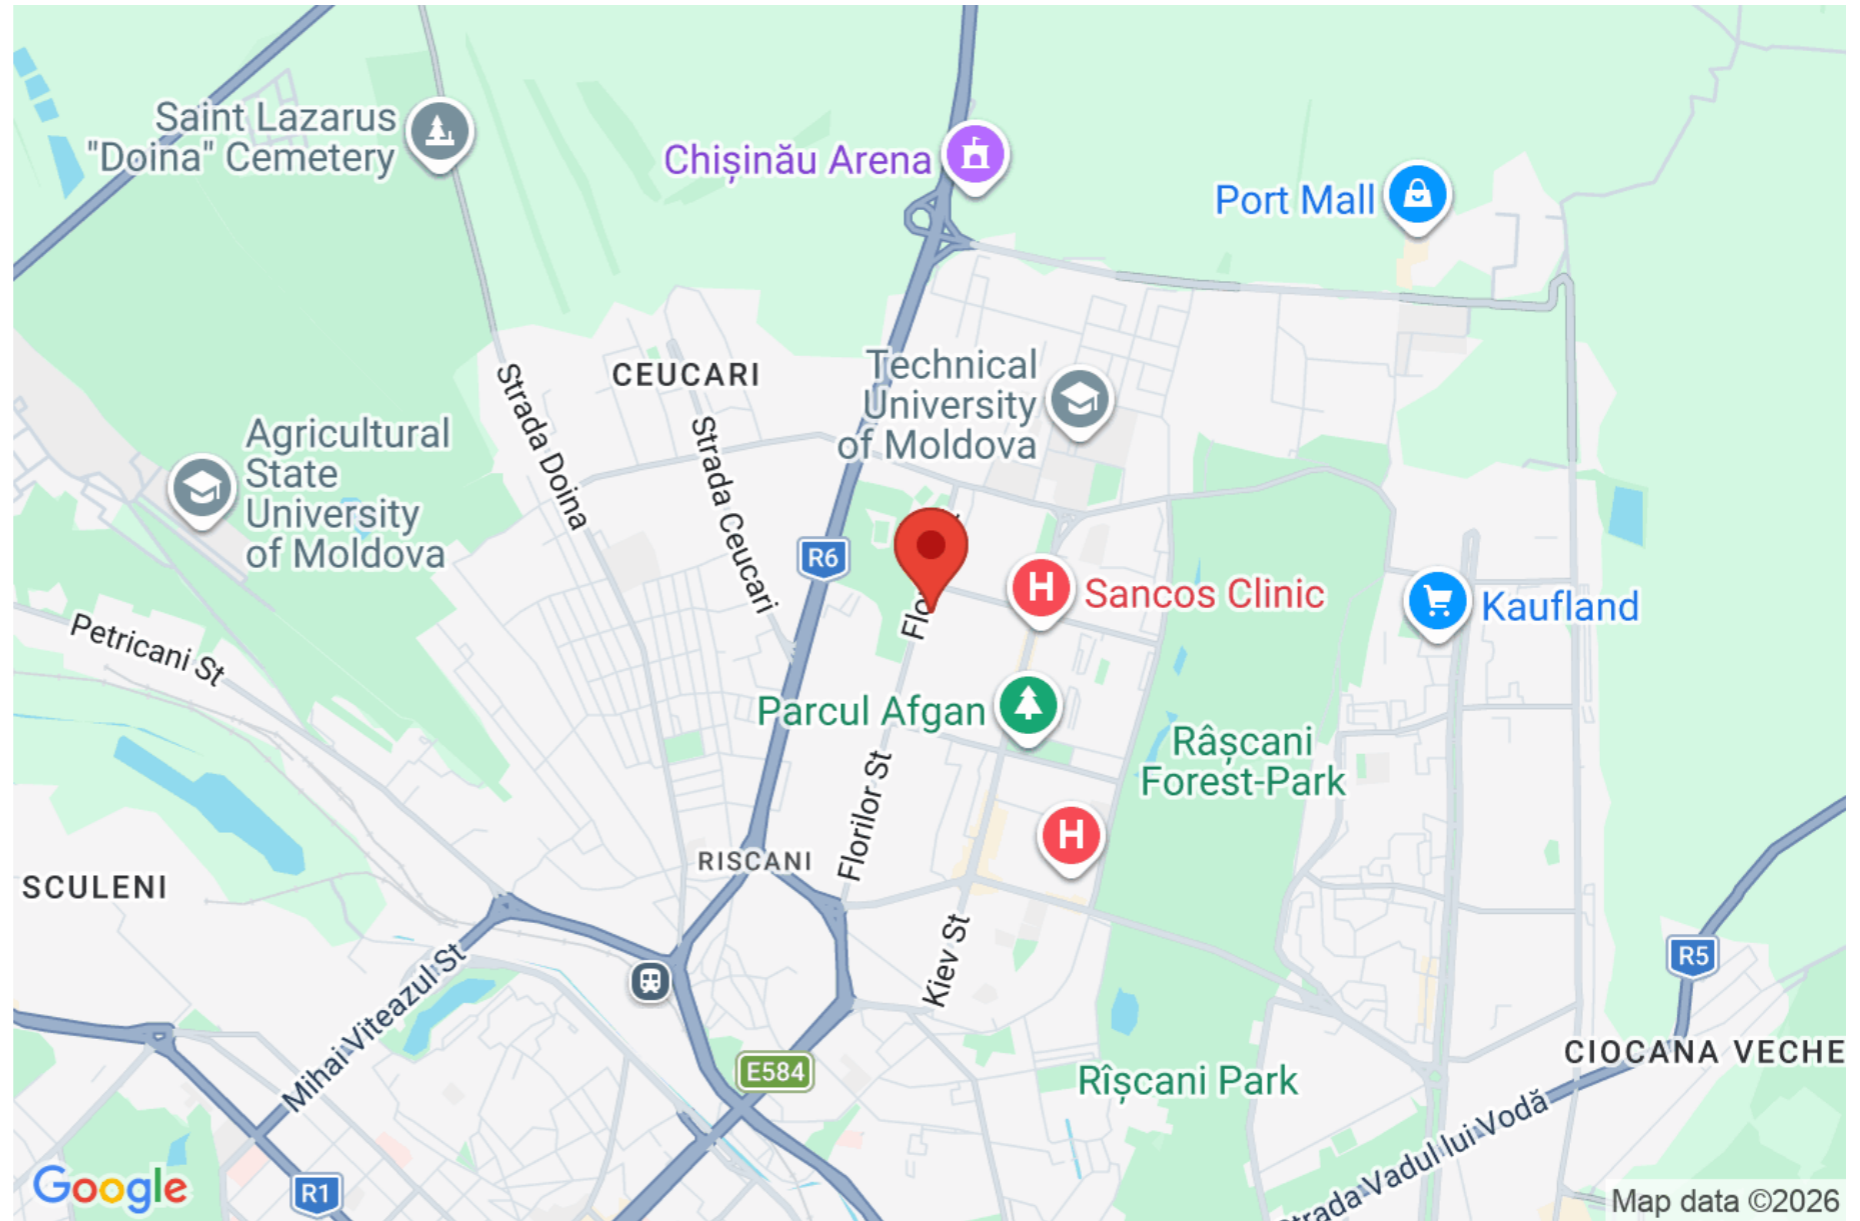 Saint Lazarus
"Doina" Cemetery
Chișinău Arena
Port Mall
CEUCARI
Technical
University
of Moldova
Strada Doina
Strada Ceucari
Agricultural
State
University
of Moldova
R6
H
Sancos Clinic
Kaufland
Petricani St
Parcul Afgan
Râșcani
Forest-Park
Florilor St
H
RISCANI
SCULENI
Mihai Viteazul St
Kiev St
R5
CIOCANA VECHE
E584
Rîșcani Park
Strada Vadul lui Vodă
R1
Google
Map data ©2026